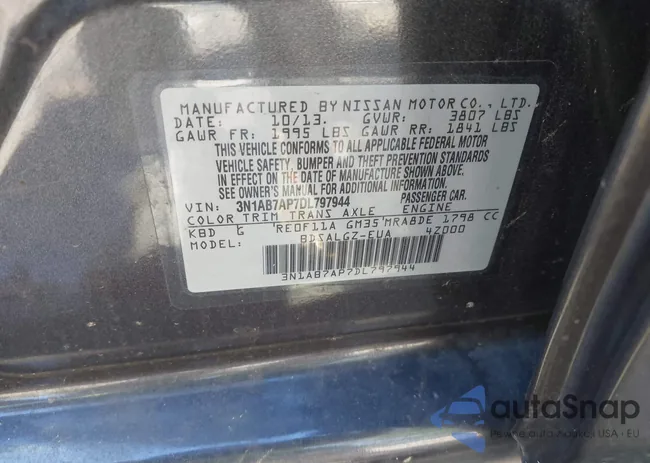 MANUFACTURED BY NISSAN MOTOR CO., LTD.
DATE: 10/13. GVWR: 3807 LBS
GAWR FR: 1995 LBS GAWR RR: 1841 LBS
THIS VEHICLE CONFORMS TO ALL APPLICABLE FEDERAL MOTOR
VEHICLE SAFETY, BUMPER AND THEFT PREVENTION STANDARDS
IN EFFECT ON THE DATE OF MANUFACTURE SHOWN ABOVE.
SEE OWNER'S MANUAL FOR CLEANING.
VIN: 3N1AB7AP7DL797944 PASSENGER CAR.
COLOR TRIM TRANS AXLE ENGINE
KBD G RE0F11A GM35 MRA8DE 1798 CC
BDSALGZ-EUA 4Z000
3N1AB7AP7DL797944
autoSnap
USA - EU